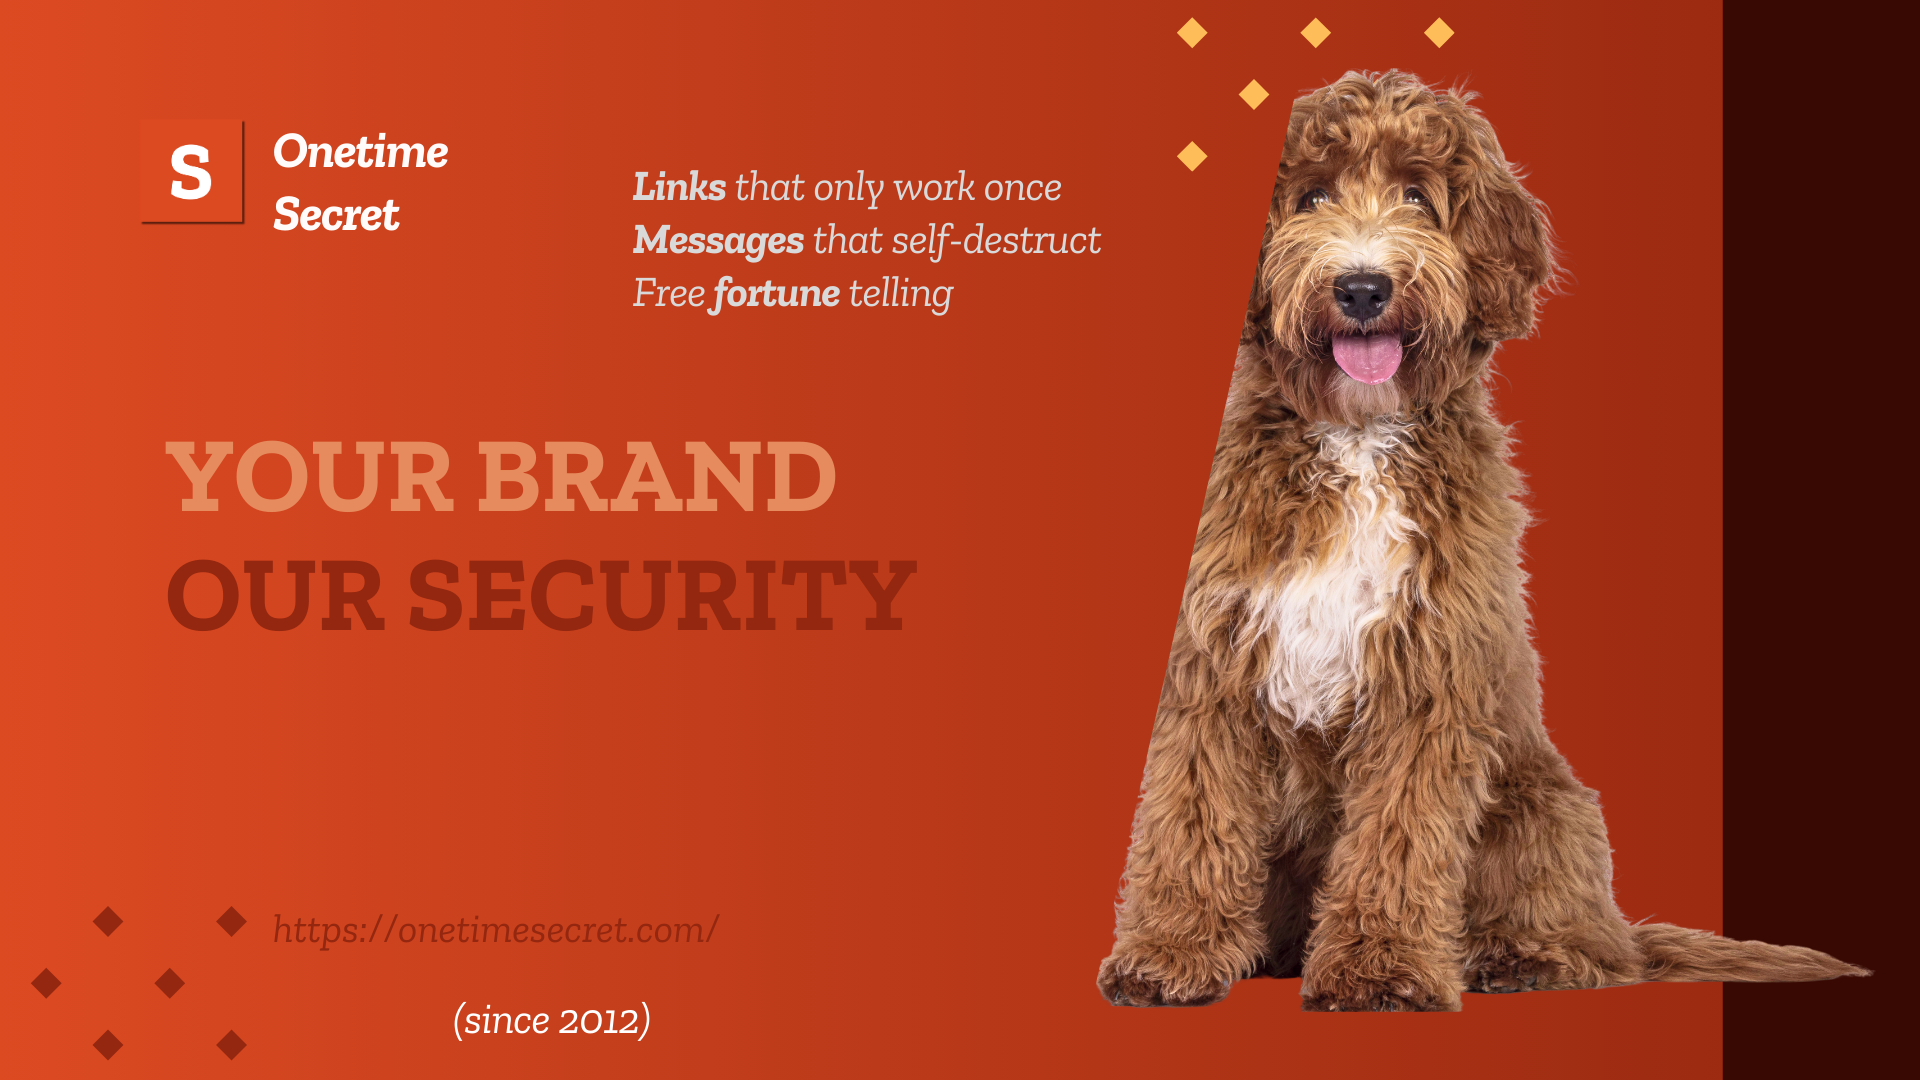 S
Onetime
Secret
Links that only work once
Messages that self-destruct
Free fortune telling
YOUR BRAND
OUR SECURITY
https://onetimesecret.com/
(since 2012)